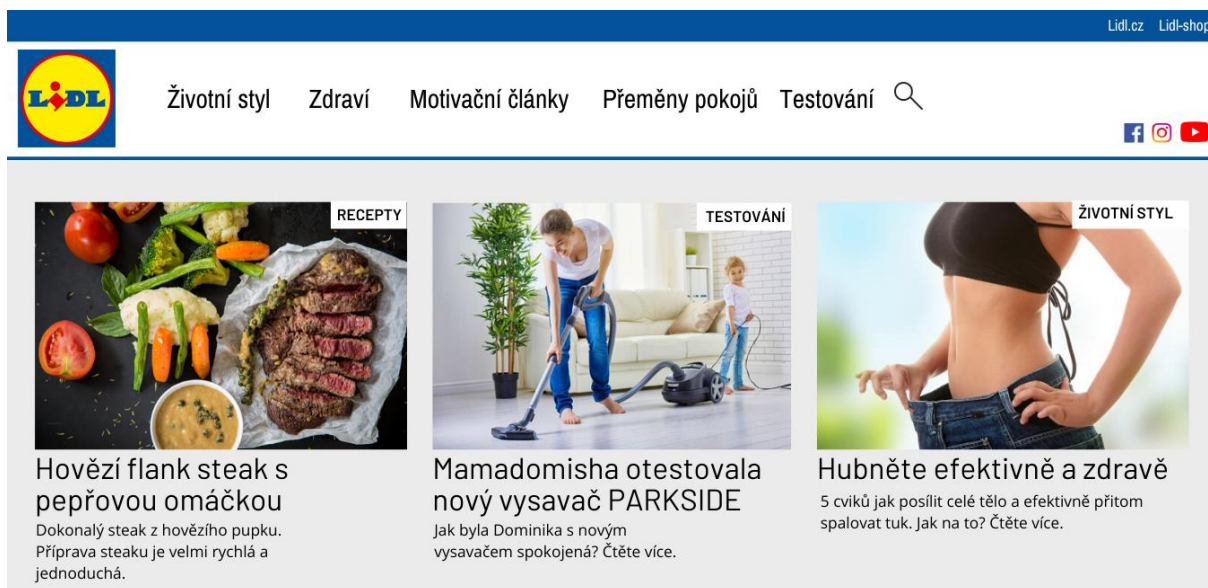 Lidl.cz Lidl-shop
LiDL
Životní styl Zdraví Motivační články Přeměny pokojů Testování
RECEPTY
Hovězí flank steak s
pepřovou omáčkou
Dokonalý steak z hovězího pupku.
Příprava steaku je velmi rychlá a
jednoduchá.
TESTOVÁNÍ
Mamadomisha otestovala
nový vysavač PARKSIDE
Jak byla Dominika s novým
vysavačem spokojená? Čtěte více.
ŽIVOTNÍ STYL
Hubněte efektivně a zdravě
5 cviků jak posílit celé tělo a efektivně přitom
spalovat tuk. Jak na to? Čtěte více.